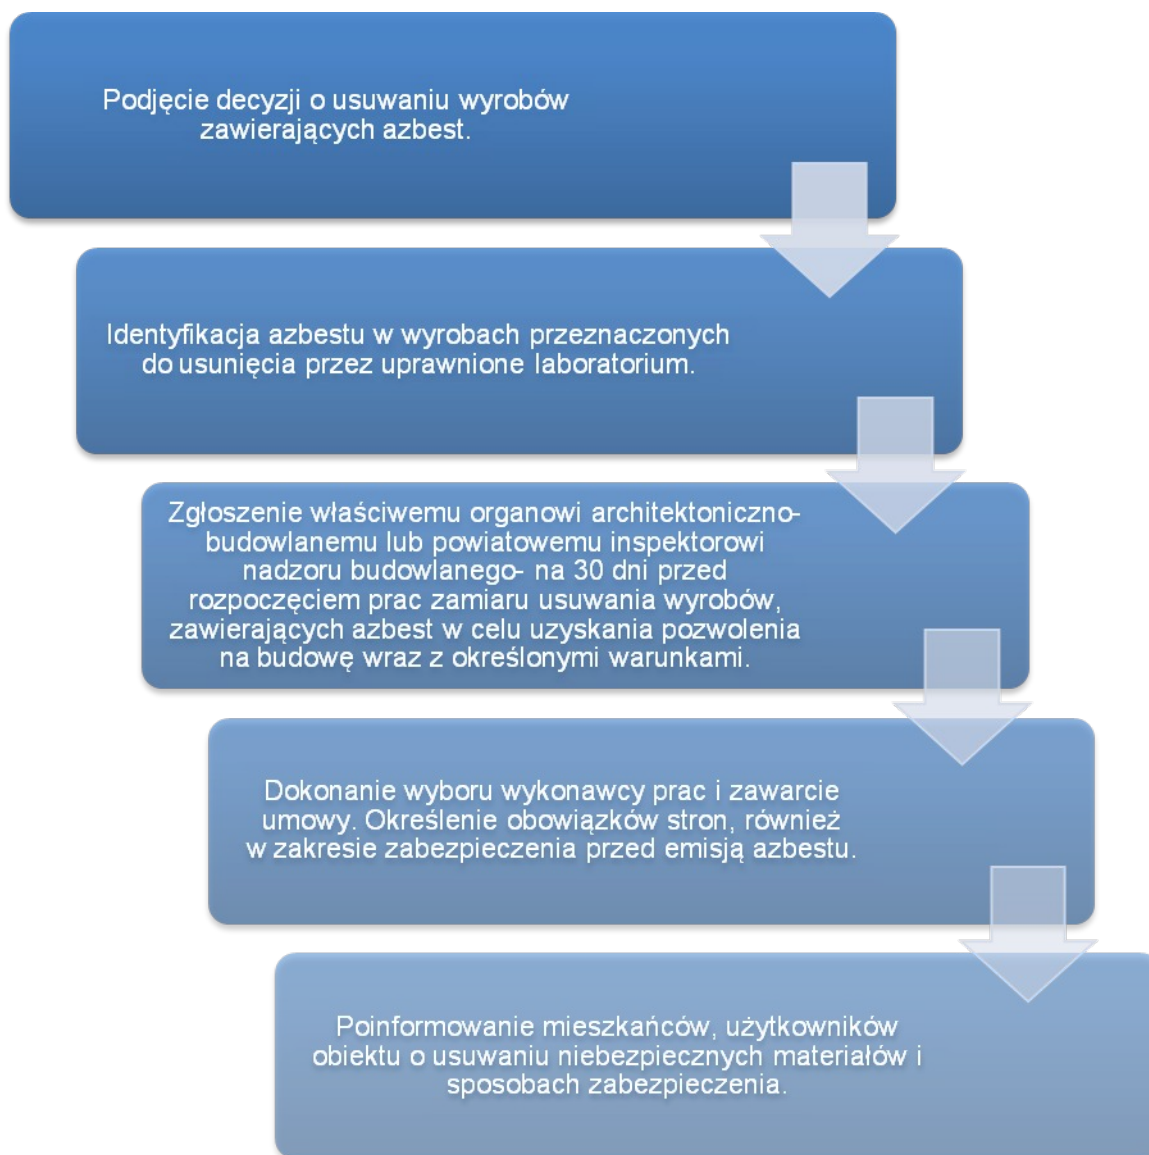 Podjęcie decyzji o usuwaniu wyrobów
zawierających azbest.
Identyfikacja azbestu w wyrobach przeznaczonych
do usunięcia przez uprawnione laboratorium.
Zgłoszenie właściwemu organowi architektoniczno-
budowlanemu lub powiatowemu inspektorowi
nadzoru budowlanego- na 30 dni przed
rozpoczęciem prac zamiaru usuwania wyrobów,
zawierających azbest w celu uzyskania pozwolenia
na budowę wraz z określonymi warunkami.
Dokonanie wyboru wykonawcy prac i zawarcie
umowy. Określenie obowiązków stron, również
w zakresie zabezpieczenia przed emisją azbestu.
Poinformowanie mieszkańców, użytkowników
obiektu o usuwaniu niebezpiecznych materiałów i
sposobach zabezpieczenia.